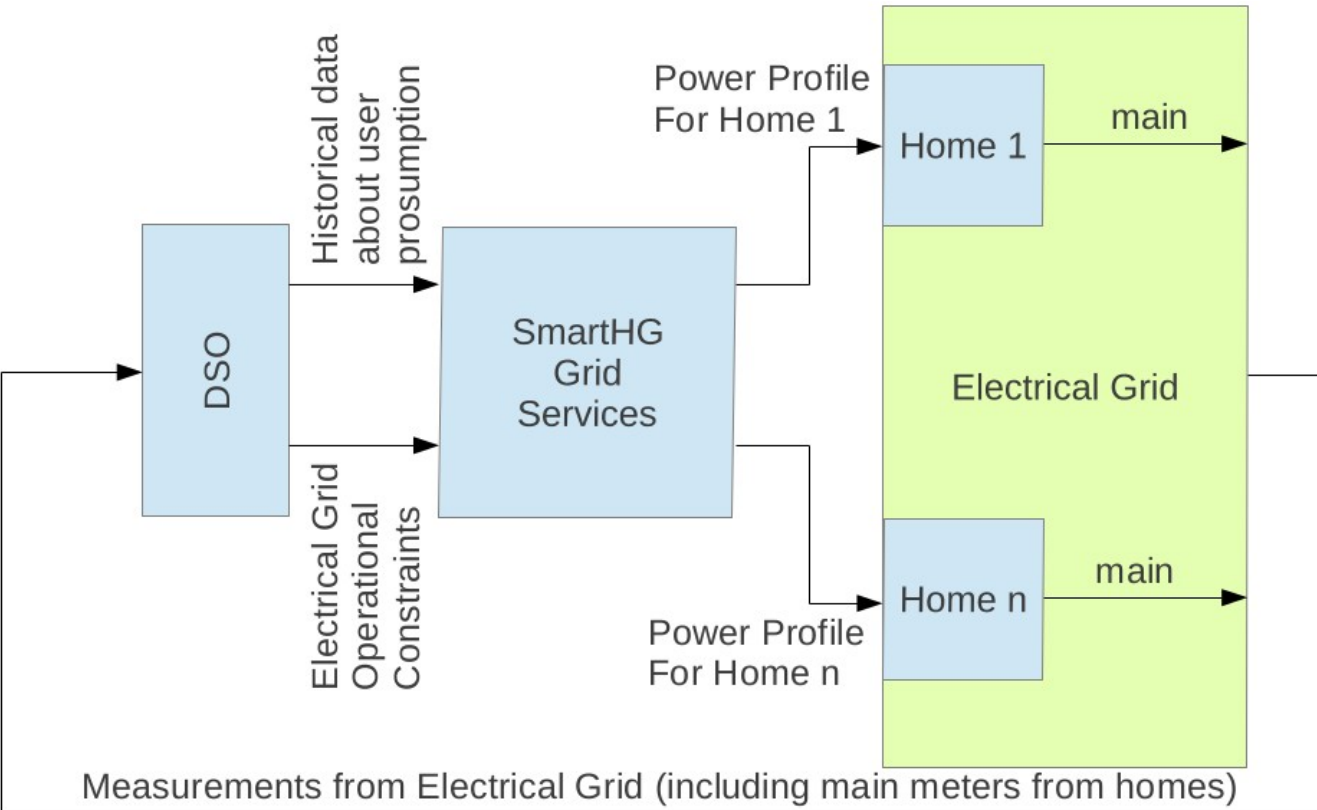 Historical data
about user
prosumption
Power Profile
For Home 1
Home 1
main
DSO
SmartHG
Grid
Services
Electrical Grid
Electrical Grid
Operational
Constraints
Home n
main
Power Profile
For Home n
Measurements from Electrical Grid (including main meters from homes)